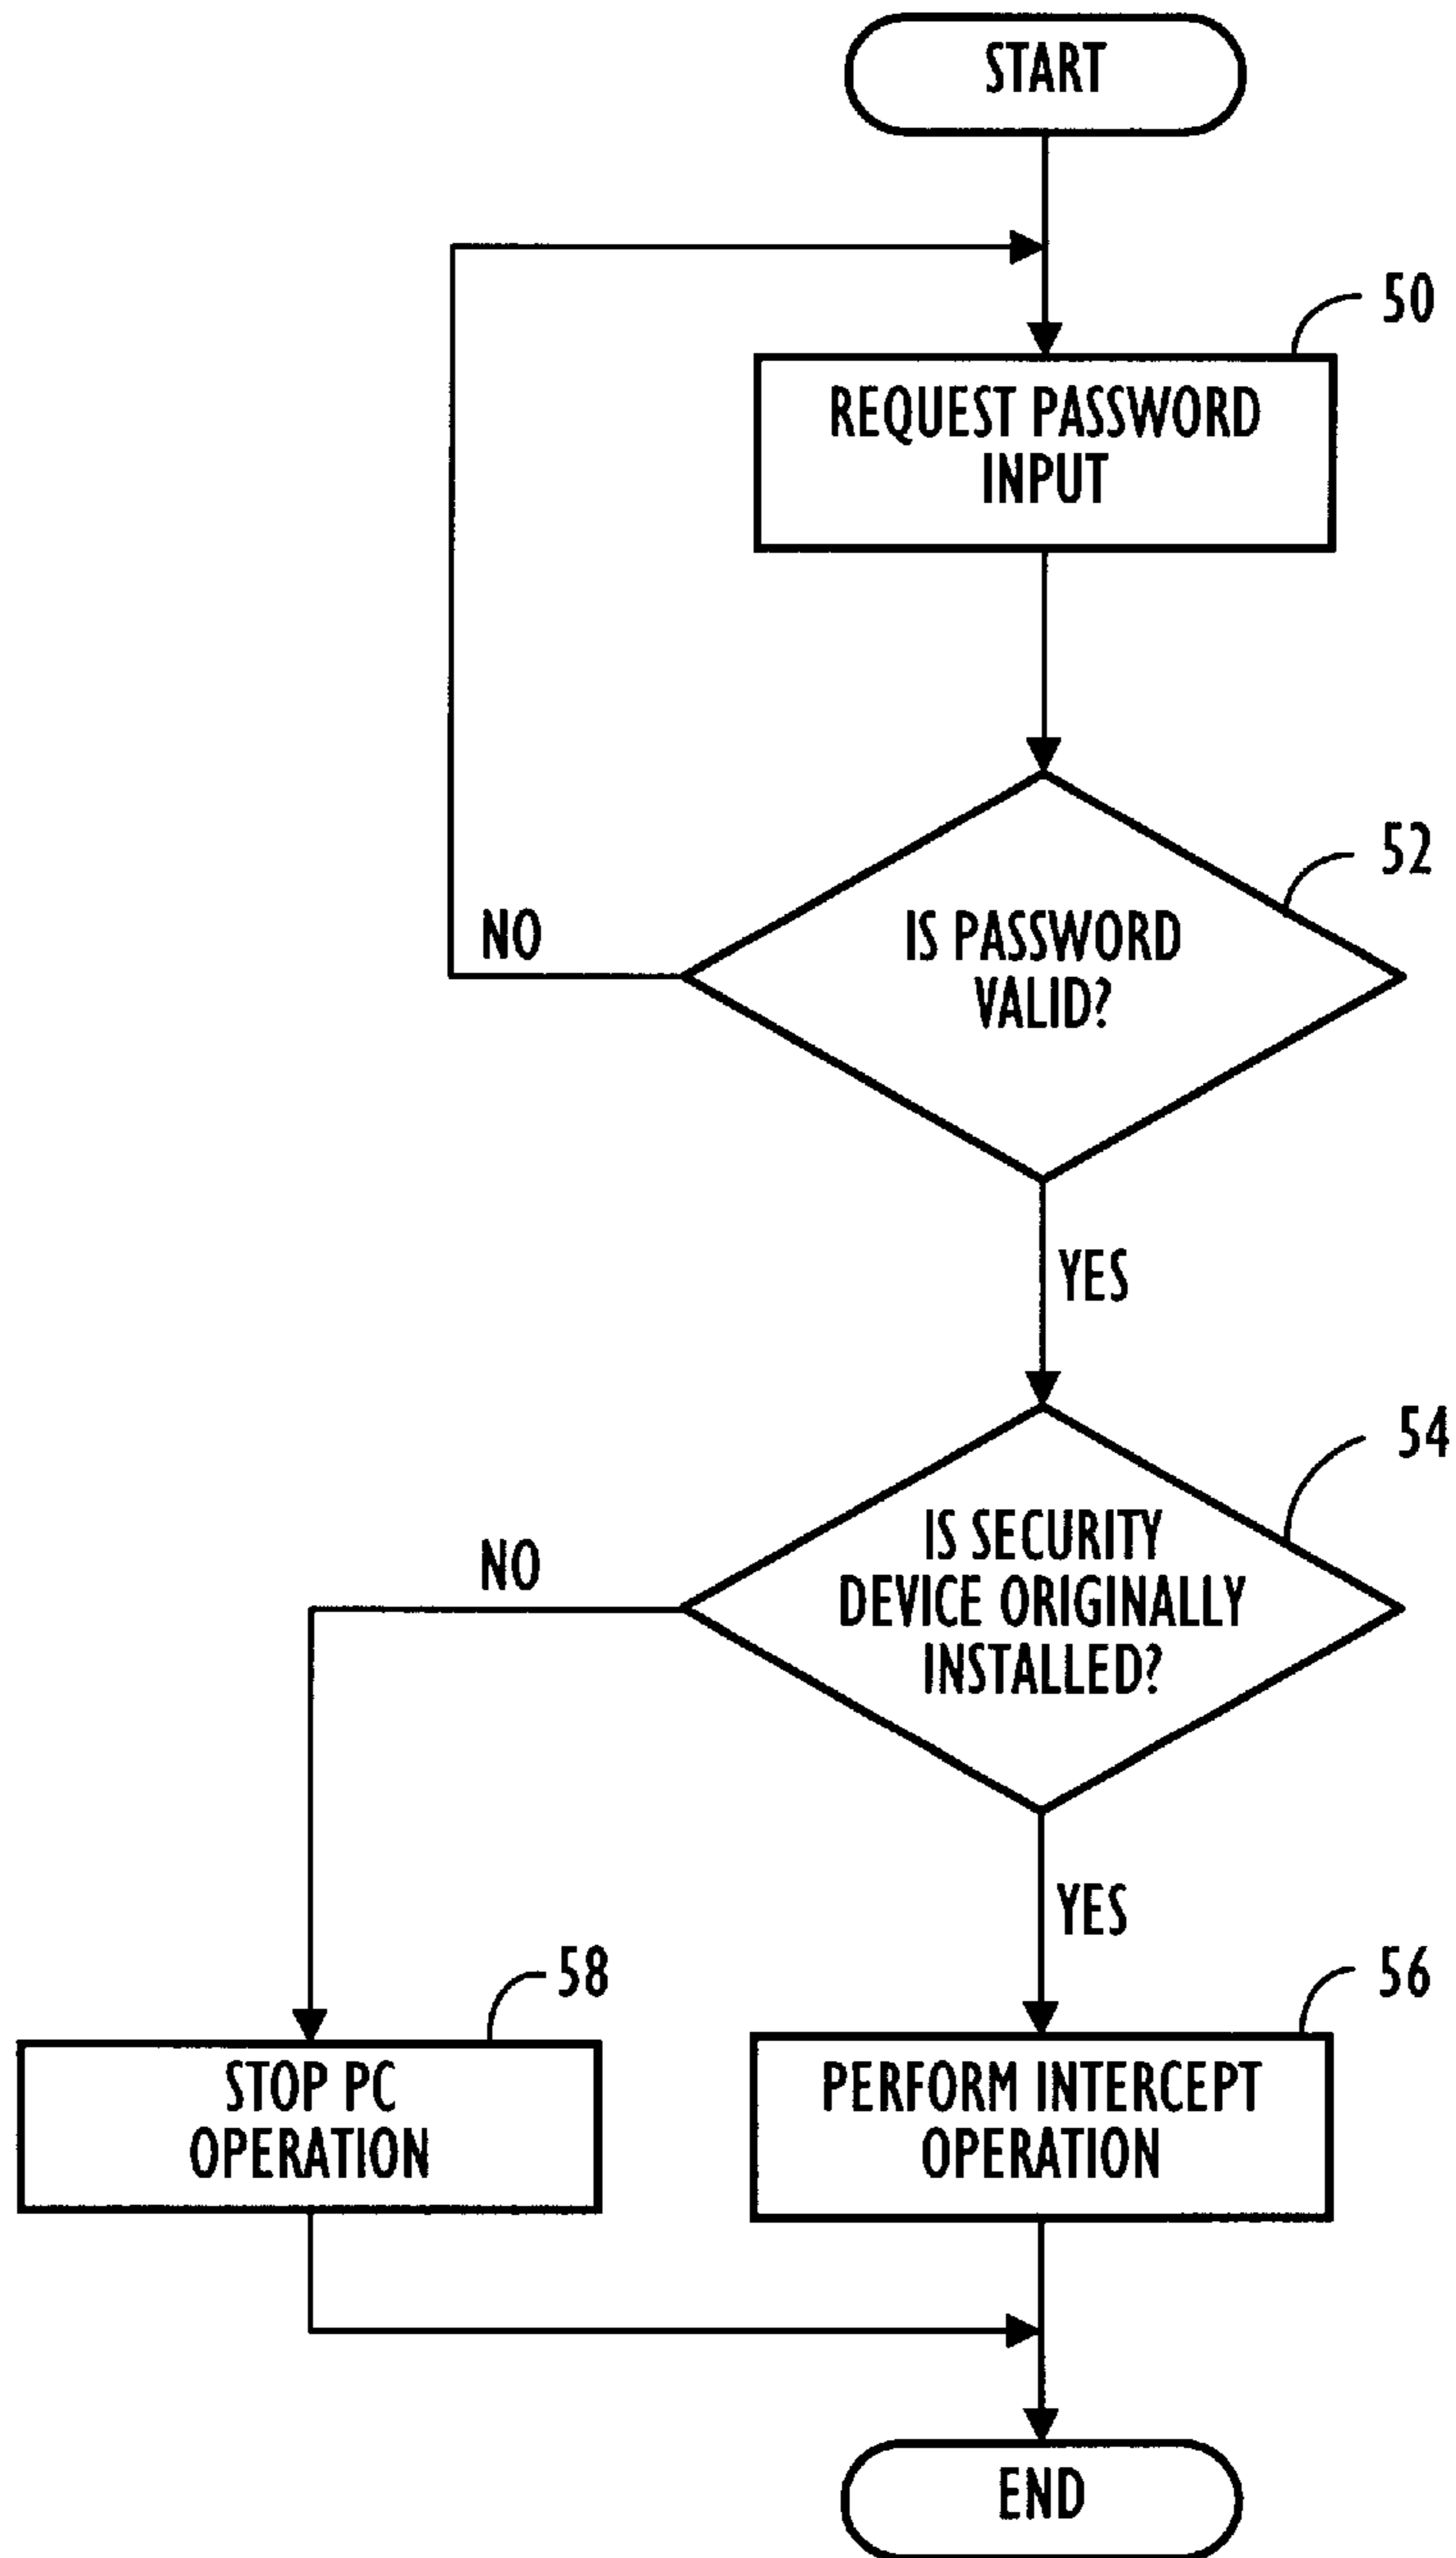 START
50
REQUEST PASSWORD
INPUT
52
IS PASSWORD
VALID?
NO
YES
54
IS SECURITY
DEVICE ORIGINALLY
INSTALLED?
NO
YES
58
STOP PC
OPERATION
56
PERFORM INTERCEPT
OPERATION
END